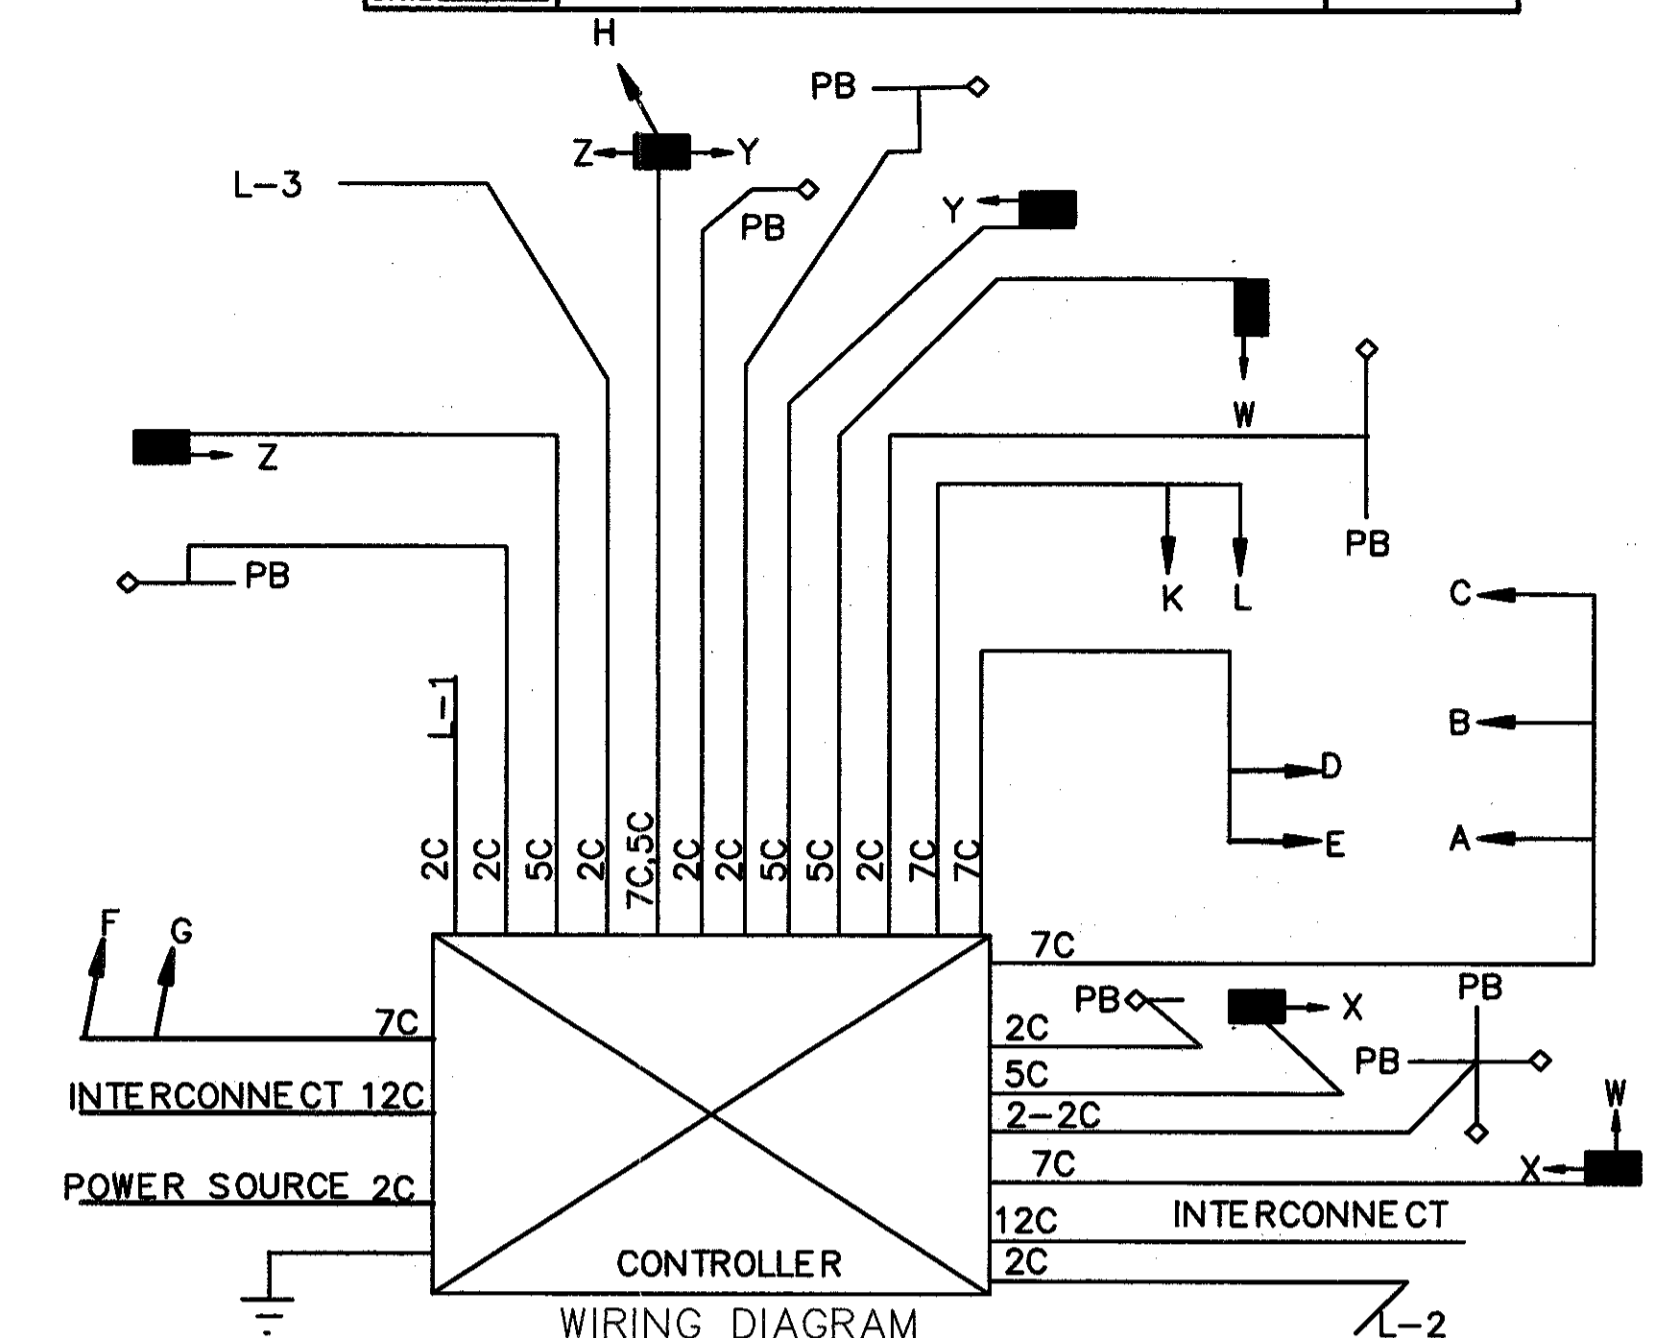 H
PB
Z
Y
L-3
PB
Y
W
Z
PB
PB
K
L
C
L-1
B
D
A
E
2C
2C
5C
2C
7C,5C
2C
2C
5C
5C
2C
7C
7C
F
G
7C
7C
PB
X
PB
2C
5C
PB
INTERCONNECT 12C
2-2C
W
7C
X
POWER SOURCE 2C
12C
INTERCONNECT
2C
CONTROLLER
WIRING DIAGRAM
L-2